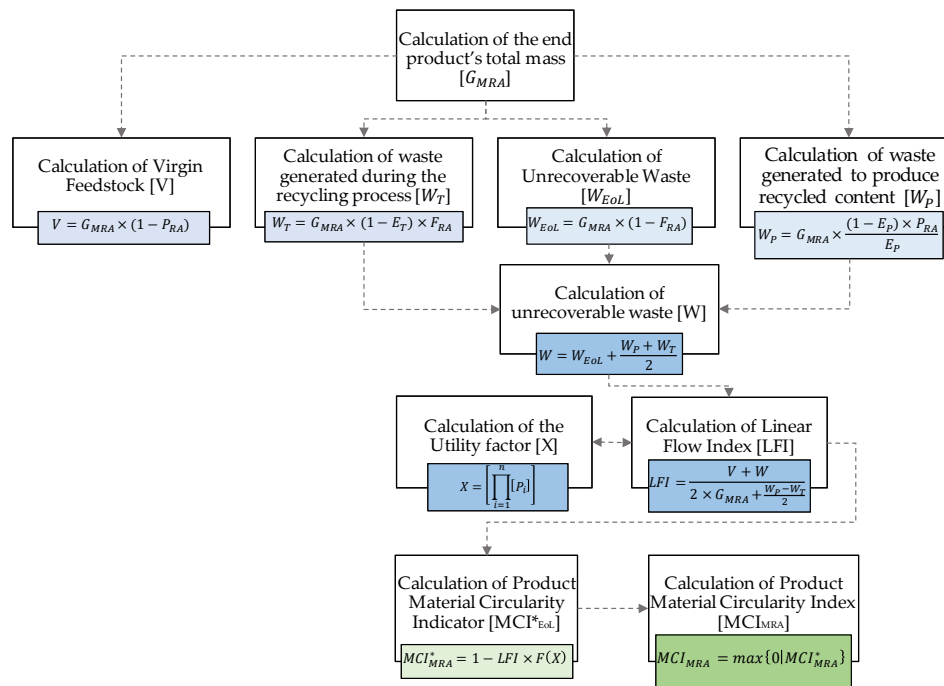 Calculation of the end
product's total mass
[G_MRA]
Calculation of Virgin
Feedstock [V]
V = G_MRA × (1 − P_RA)
Calculation of waste
generated during the
recycling process [W_T]
W_T = G_MRA × (1 − E_T) × F_RA
Calculation of
Unrecoverable Waste
[W_EoL]
W_EoL = G_MRA × (1 − F_RA)
Calculation of waste
generated to produce
recycled content [W_P]
W_P = G_MRA × ((1 − E_P) × P_RA) / E_P
Calculation of
unrecoverable waste [W]
W = W_EoL + (W_P + W_T) / 2
Calculation of the
Utility factor [X]
X = [∏_{i=1}^{n} [P_i]]
Calculation of Linear
Flow Index [LFI]
LFI = (V + W) / (2 × G_MRA + (W_P − W_T) / 2)
Calculation of Product
Material Circularity
Indicator [MCI*_EoL]
MCI*_MRA = 1 − LFI × F(X)
Calculation of Product
Material Circularity Index
[MCI_MRA]
MCI_MRA = max{0|MCI*_MRA}